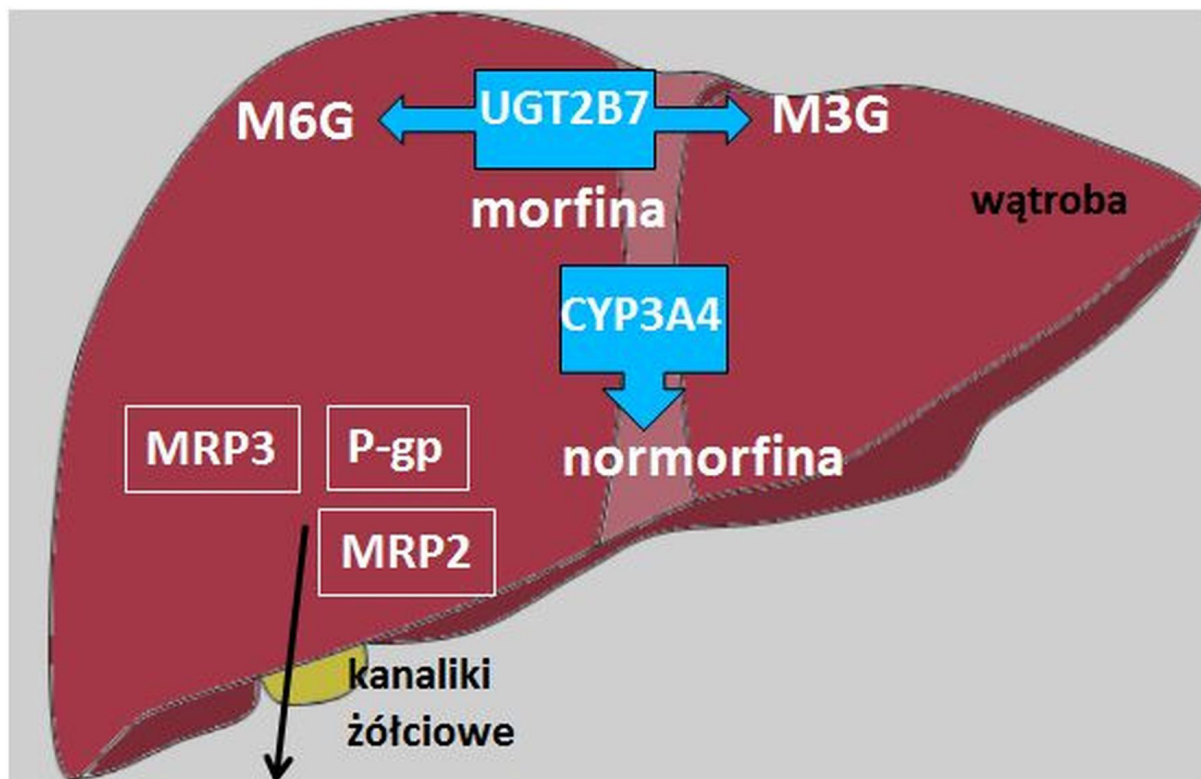 M6G
UGT2B7
M3G
morfina
wątroba
CYP3A4
normorfina
MRP3
P-gp
MRP2
kanaliki
żółciowe